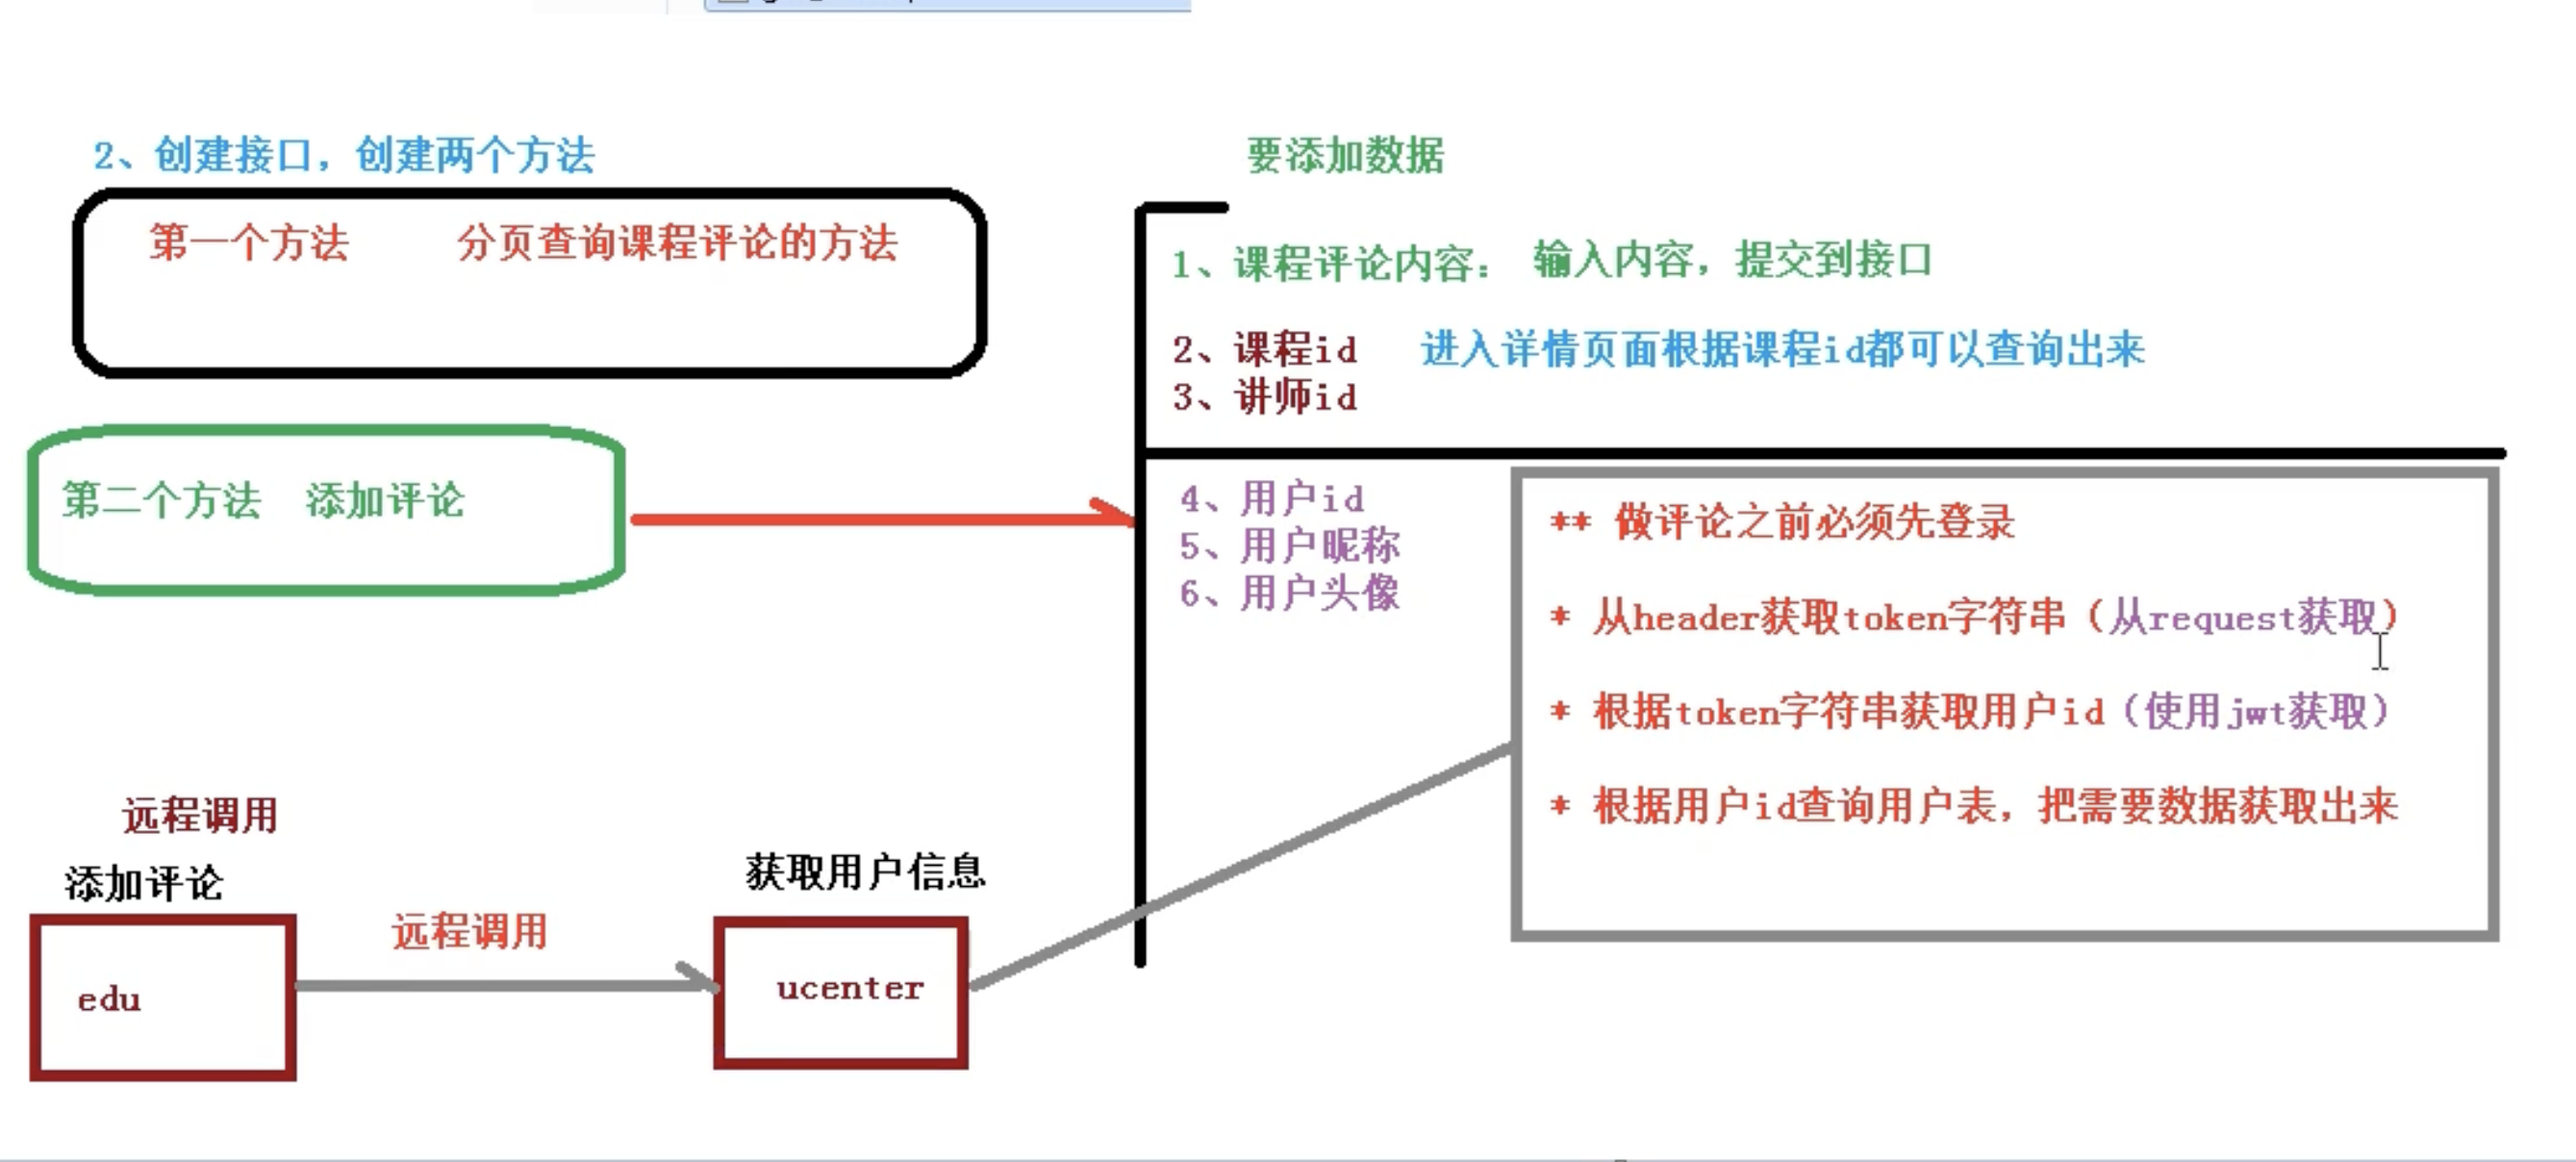 2、创建接口，创建两个方法
第一个方法 分页查询课程评论的方法
第二个方法 添加评论
要添加数据
1、课程评论内容： 输入内容，提交到接口
2、课程id 进入详情页面根据课程id都可以查询出来
3、讲师id
4、用户id
5、用户昵称
6、用户头像
** 做评论之前必须先登录
* 从header获取token字符串（从request获取）
* 根据token字符串获取用户id（使用jwt获取）
* 根据用户id查询用户表，把需要数据获取出来
远程调用
添加评论
edu
远程调用
获取用户信息
ucenter